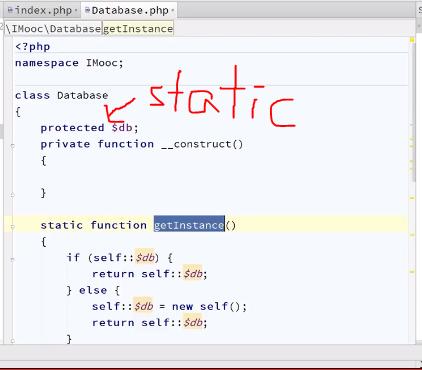 index.php × Database.php ×
\IMooc\Database getInstance
<?php
namespace IMooc;
class Database
static
{
protected $db;
private function __construct()
{
}
static function getInstance()
{
if (self::$db) {
return self::$db;
} else {
self::$db = new self();
return self::$db;
}